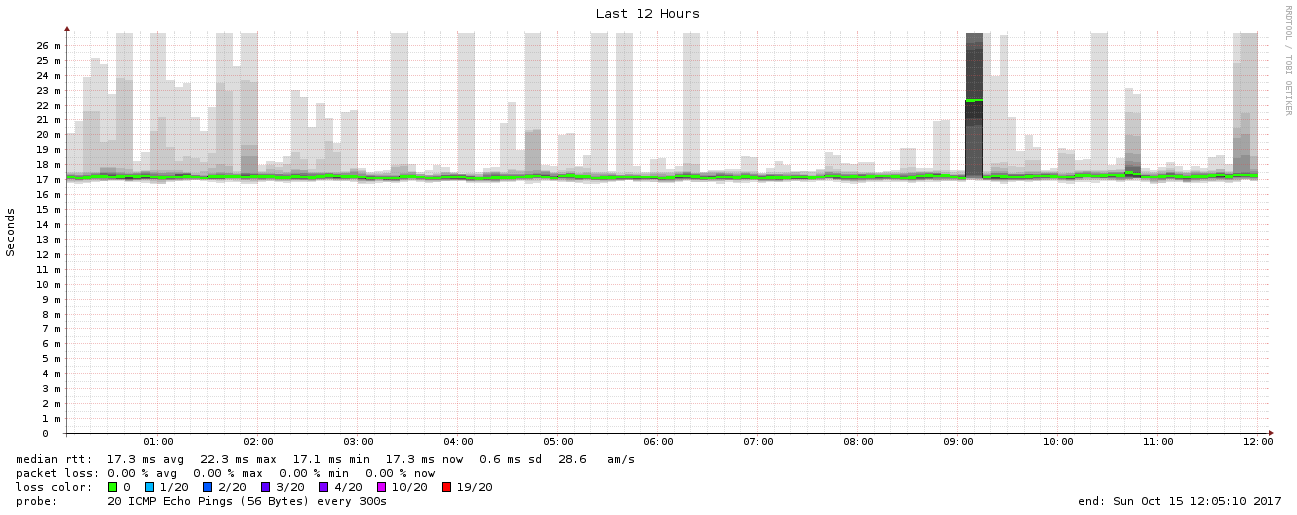 Last 12 Hours
RRDTOOL / TOBI OETIKER
Seconds
26 m
25 m
24 m
23 m
22 m
21 m
20 m
19 m
18 m
17 m
16 m
15 m
14 m
13 m
12 m
11 m
10 m
9 m
8 m
7 m
6 m
5 m
4 m
3 m
2 m
1 m
0
01:00 02:00 03:00 04:00 05:00 06:00 07:00 08:00 09:00 10:00 11:00 12:00
median rtt: 17.3 ms avg 22.3 ms max 17.1 ms min 17.3 ms now 0.6 ms sd 28.6 am/s
packet loss: 0.00 % avg 0.00 % max 0.00 % min 0.00 % now
loss color: 0 1/20 2/20 3/20 4/20 10/20 19/20
probe: 20 ICMP Echo Pings (56 Bytes) every 300s end: Sun Oct 15 12:05:10 2017